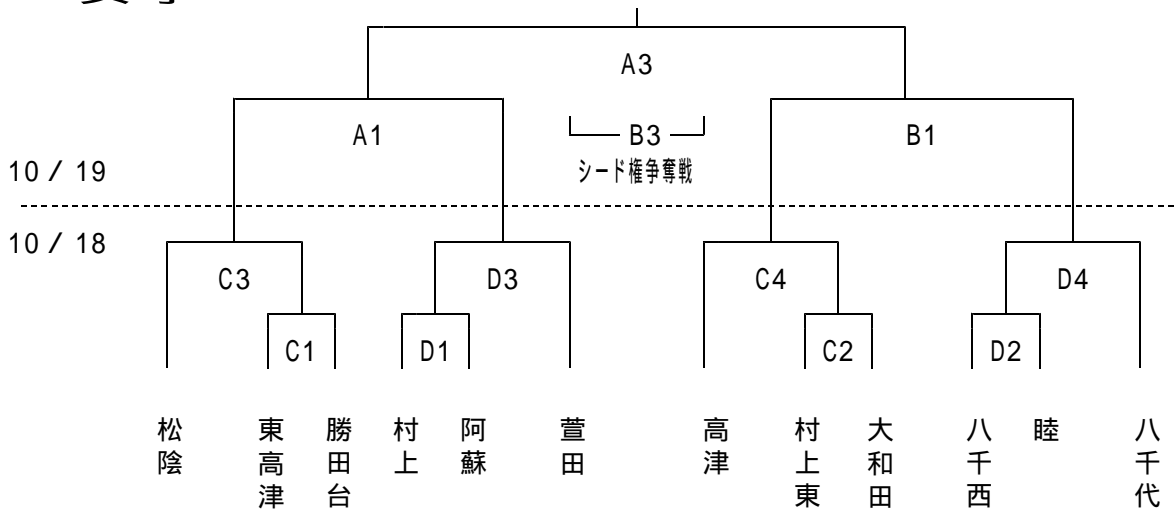 A3
A1
B3
B1
シード権争奪戦
10 / 19
10 / 18
C3
D3
C4
D4
C1
D1
C2
D2
松陰
東高津
勝田台
村上
阿蘇
萱田
高津
村上東
大和田
八千西
睦
八千代